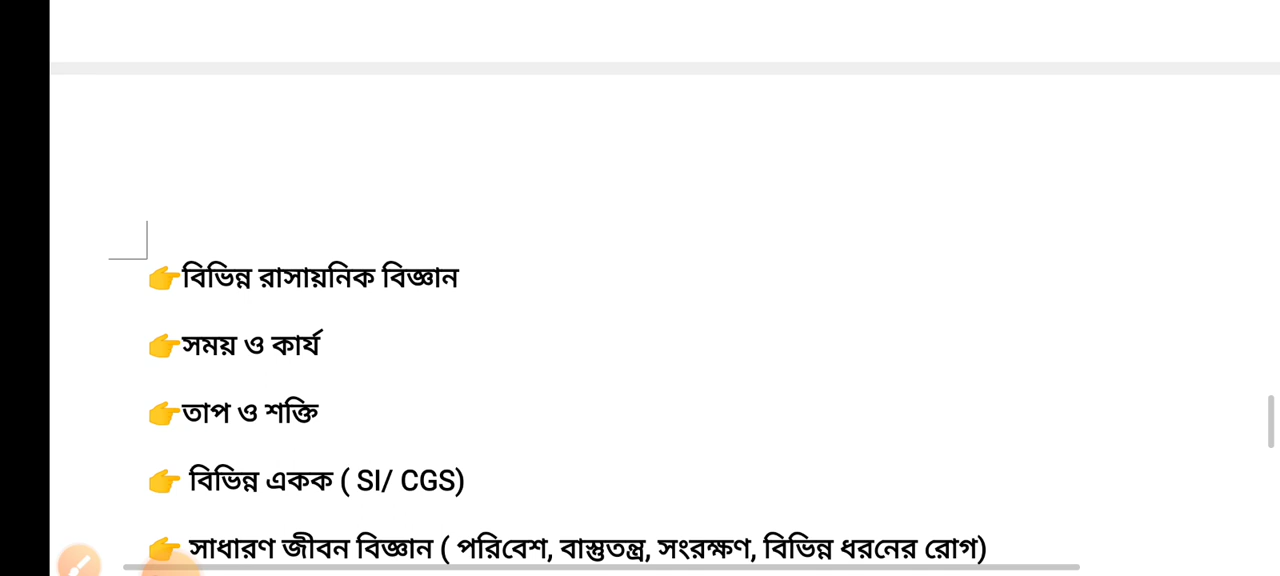 👉বিভিন্ন রাসায়নিক বিজ্ঞান
👉সময় ও কার্য
👉তাপ ও শক্তি
👉 বিভিন্ন একক ( SI/ CGS)
👉 সাধারণ জীবন বিজ্ঞান ( পরিবেশ, বাস্তুতন্ত্র, সংরক্ষণ, বিভিন্ন ধরনের রোগ)